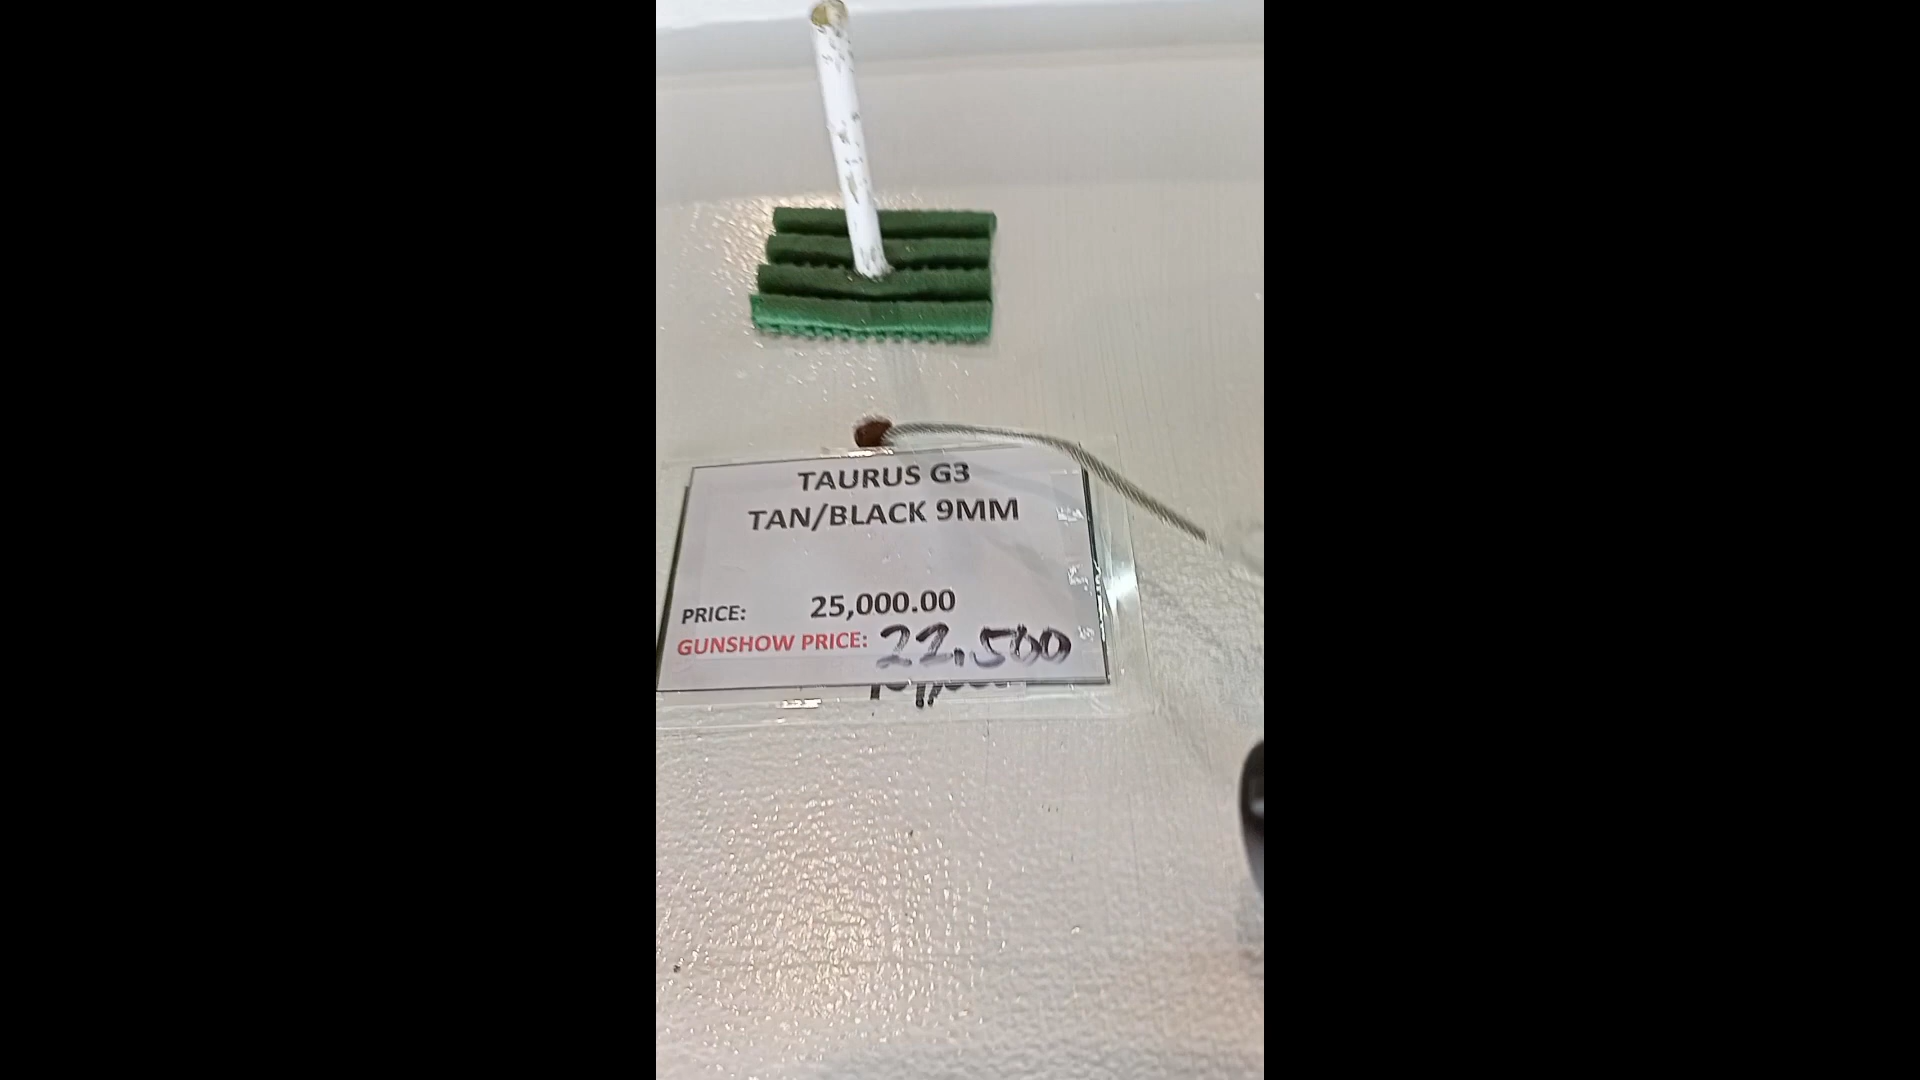 TAURUS G3
TAN/BLACK 9MM
PRICE: 25,000.00
GUNSHOW PRICE: 22,500